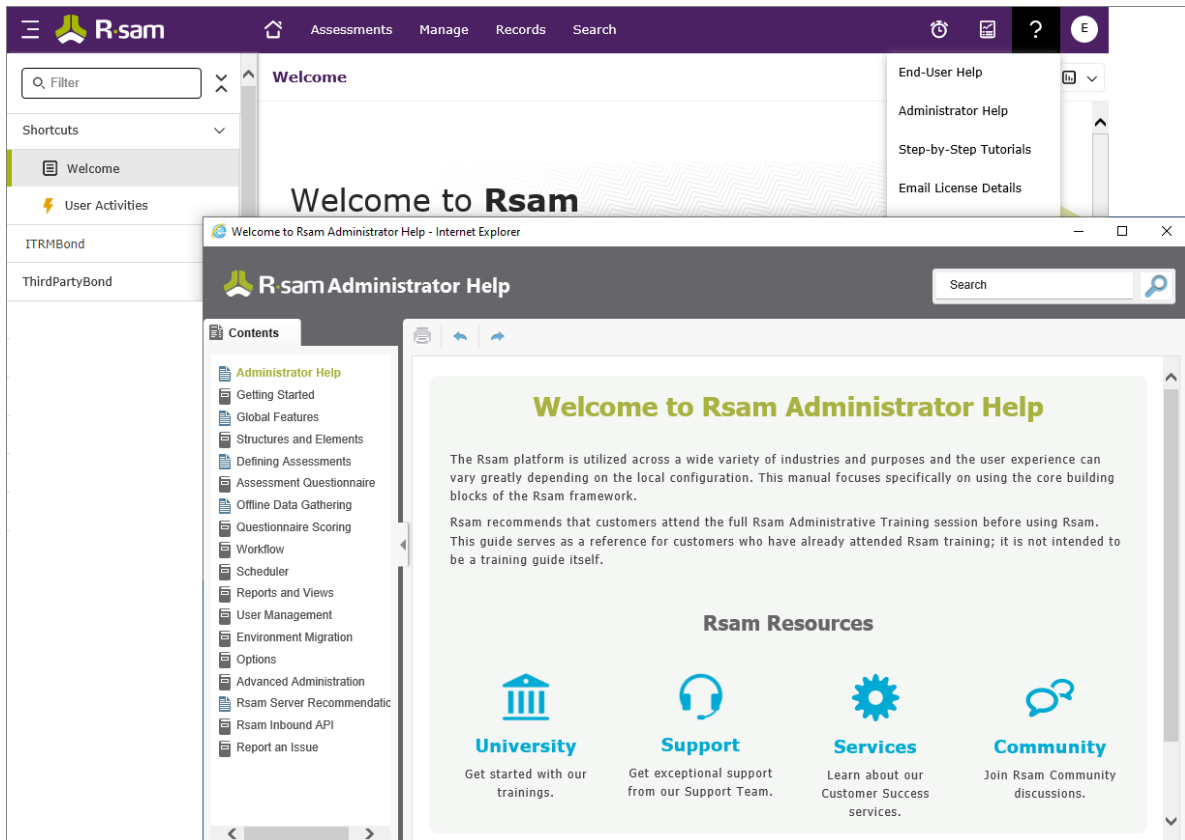 R·sam
Assessments
Manage
Records
Search
?
E
Filter
Welcome
End-User Help
Administrator Help
Step-by-Step Tutorials
Email License Details
Shortcuts
Welcome
User Activities
ITRMBond
ThirdPartyBond
Welcome to Rsam
Welcome to Rsam Administrator Help - Internet Explorer
R·sam Administrator Help
Search
Contents
Administrator Help
Getting Started
Global Features
Structures and Elements
Defining Assessments
Assessment Questionnaire
Offline Data Gathering
Questionnaire Scoring
Workflow
Scheduler
Reports and Views
User Management
Environment Migration
Options
Advanced Administration
Rsam Server Recommendatic
Rsam Inbound API
Report an Issue
Welcome to Rsam Administrator Help
The Rsam platform is utilized across a wide variety of industries and purposes and the user experience can
vary greatly depending on the local configuration. This manual focuses specifically on using the core building
blocks of the Rsam framework.
Rsam recommends that customers attend the full Rsam Administrative Training session before using Rsam.
This guide serves as a reference for customers who have already attended Rsam training; it is not intended to
be a training guide itself.
Rsam Resources
University
Get started with our
trainings.
Support
Get exceptional support
from our Support Team.
Services
Learn about our
Customer Success
services.
Community
Join Rsam Community
discussions.